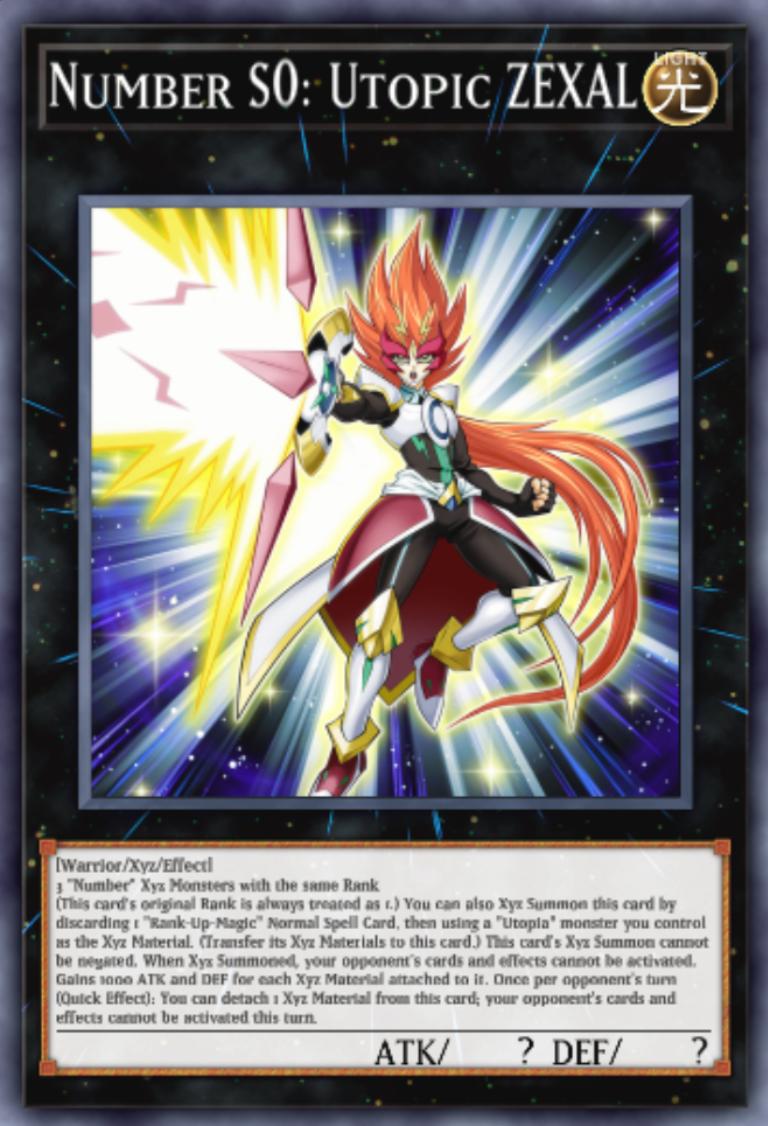 Number S0: Utopic ZEXAL
LIGHT
光
[Warrior/Xyz/Effect]
3 "Number" Xyz Monsters with the same Rank
(This card's original Rank is always treated as 1.) You can also Xyz Summon this card by
discarding 1 "Rank-Up-Magic" Normal Spell Card, then using a "Utopia" monster you control
as the Xyz Material. (Transfer its Xyz Materials to this card.) This card's Xyz Summon cannot
be negated. When Xyz Summoned, your opponent's cards and effects cannot be activated.
Gains 1000 ATK and DEF for each Xyz Material attached to it. Once per opponent's turn
(Quick Effect): You can detach 1 Xyz Material from this card; your opponent's cards and
effects cannot be activated this turn.
ATK/ ? DEF/ ?